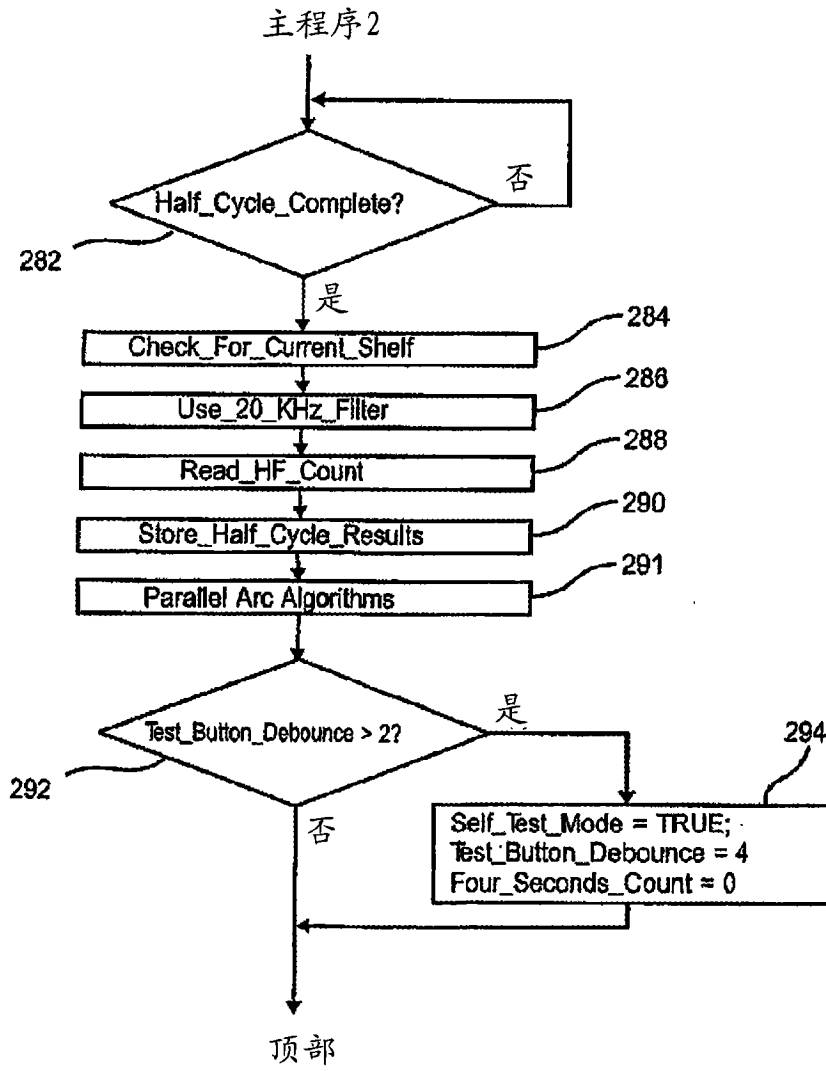 主程序2
否
Half_Cycle_Complete?
282
是
284
Check_For_Current_Shelf
286
Use_20_KHz_Filter
288
Read_HF_Count
290
Store_Half_Cycle_Results
291
Parallel Arc Algorithms
是
Test_Button_Debounce > 2?
294
292
否
Self_Test_Mode = TRUE;
Test_Button_Debounce = 4
Four_Seconds_Count = 0
顶部